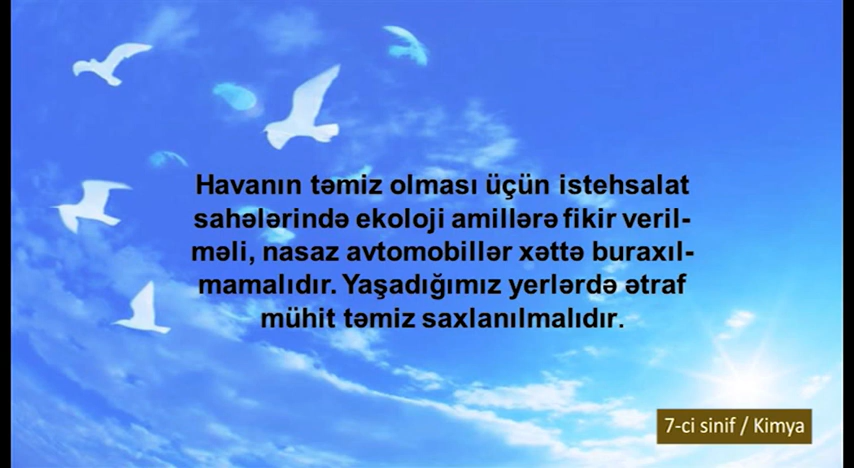 Havanın təmiz olması üçün istehsalat
sahələrində ekoloji amillərə fikir veril-
məli, nasaz avtomobillər xəttə buraxıl-
mamalıdır. Yaşadığımız yerlərdə ətraf
mühit təmiz saxlanılmalıdır.
7-ci sinif / Kimya